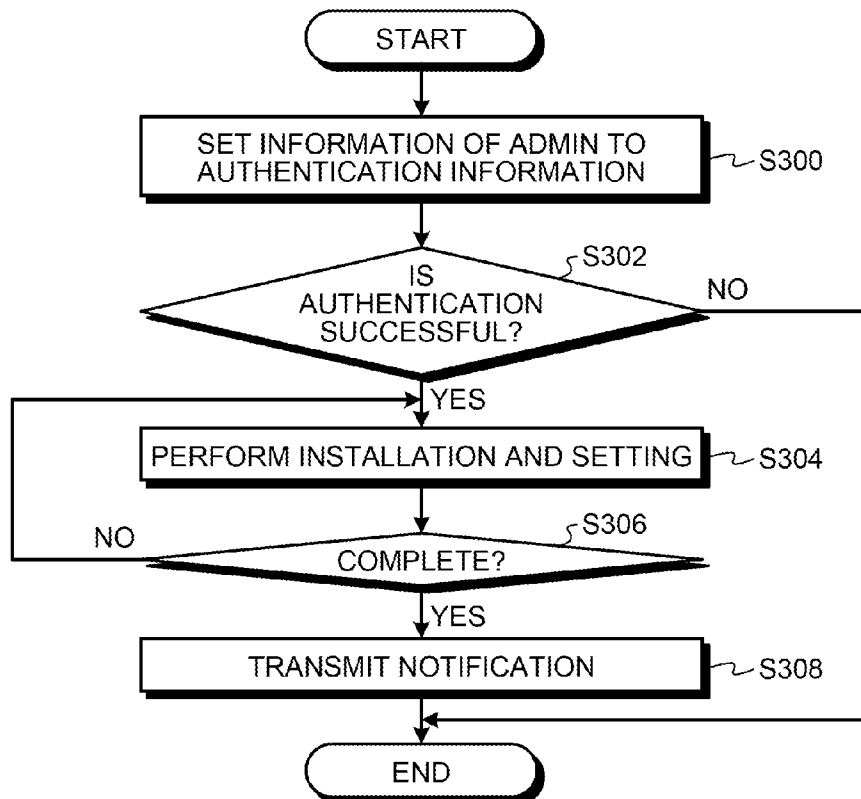 START
SET INFORMATION OF ADMIN TO
AUTHENTICATION INFORMATION
S300
S302
IS
AUTHENTICATION
SUCCESSFUL?
NO
YES
PERFORM INSTALLATION AND SETTING
S304
S306
NO
COMPLETE?
YES
TRANSMIT NOTIFICATION
S308
END